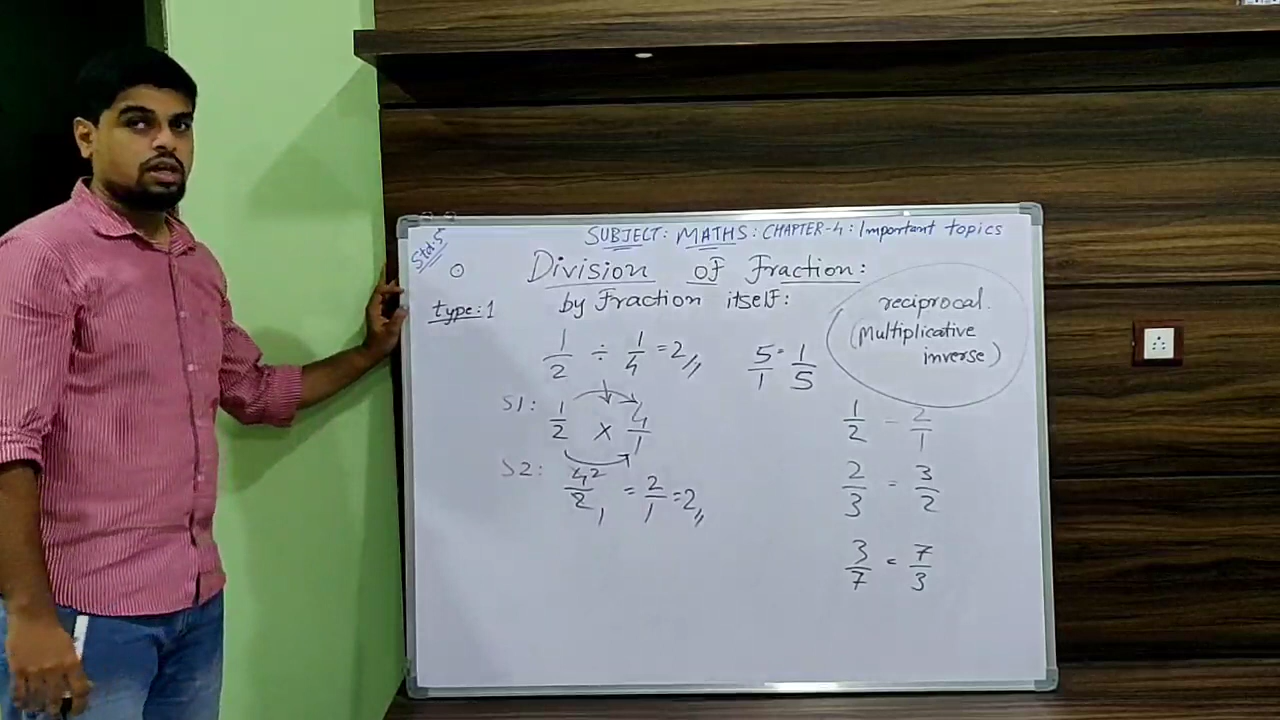 Std.5
SUBJECT: MATHS: CHAPTER-4: Important topics
Division of Fraction:
by Fraction itself:
type:1
reciprocal.
(Multiplicative
inverse)
1/2 ÷ 1/4 = 2
5/1 = 1/5
S1: 1/2 × 4/1
S2: 4²/2₁ = 2/1 = 2
1/2 - 2/1
2/3 = 3/2
3/7 = 7/3